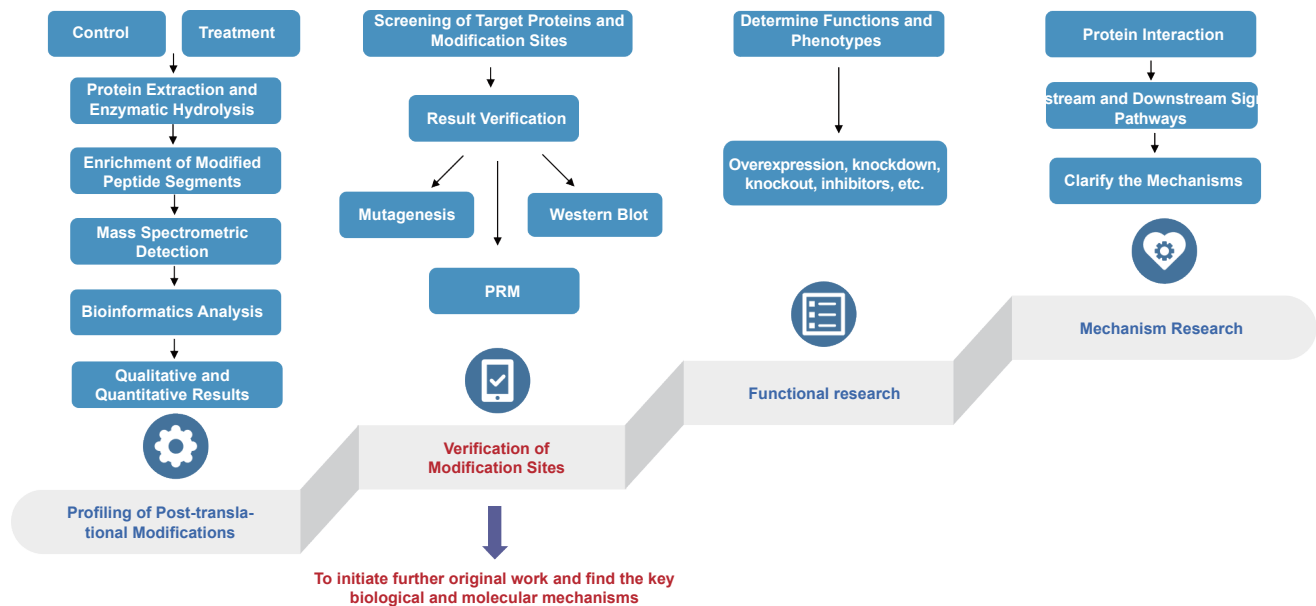 Control
Treatment
Protein Extraction and
Enzymatic Hydrolysis
Enrichment of Modified
Peptide Segments
Mass Spectrometric
Detection
Bioinformatics Analysis
Qualitative and
Quantitative Results
Profiling of Post-transla-
tional Modifications
Screening of Target Proteins and
Modification Sites
Result Verification
Mutagenesis
Western Blot
PRM
Verification of
Modification Sites
To initiate further original work and find the key
biological and molecular mechanisms
Determine Functions and
Phenotypes
Overexpression, knockdown,
knockout, inhibitors, etc.
Functional research
Protein Interaction
stream and Downstream Sign
Pathways
Clarify the Mechanisms
Mechanism Research